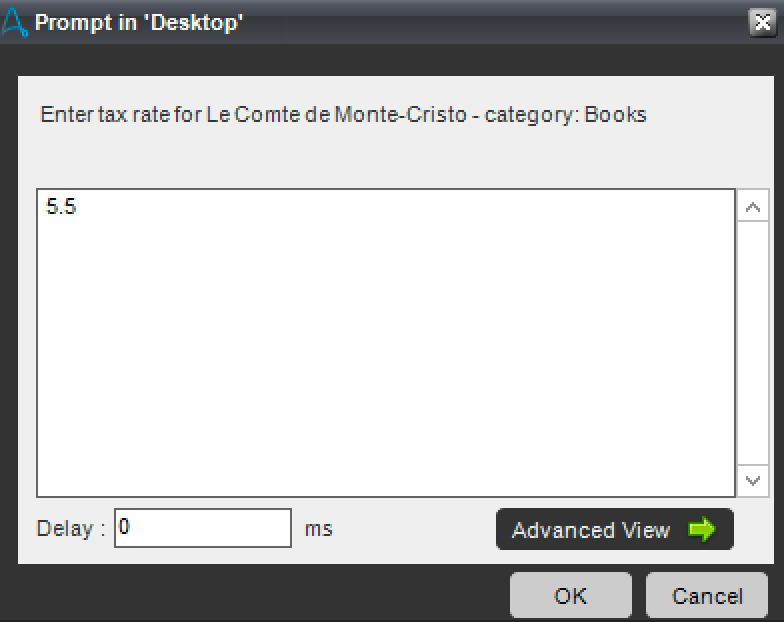 Prompt in 'Desktop'
Enter tax rate for Le Comte de Monte-Cristo - category: Books
5.5
Delay : 0 ms
Advanced View
OK Cancel